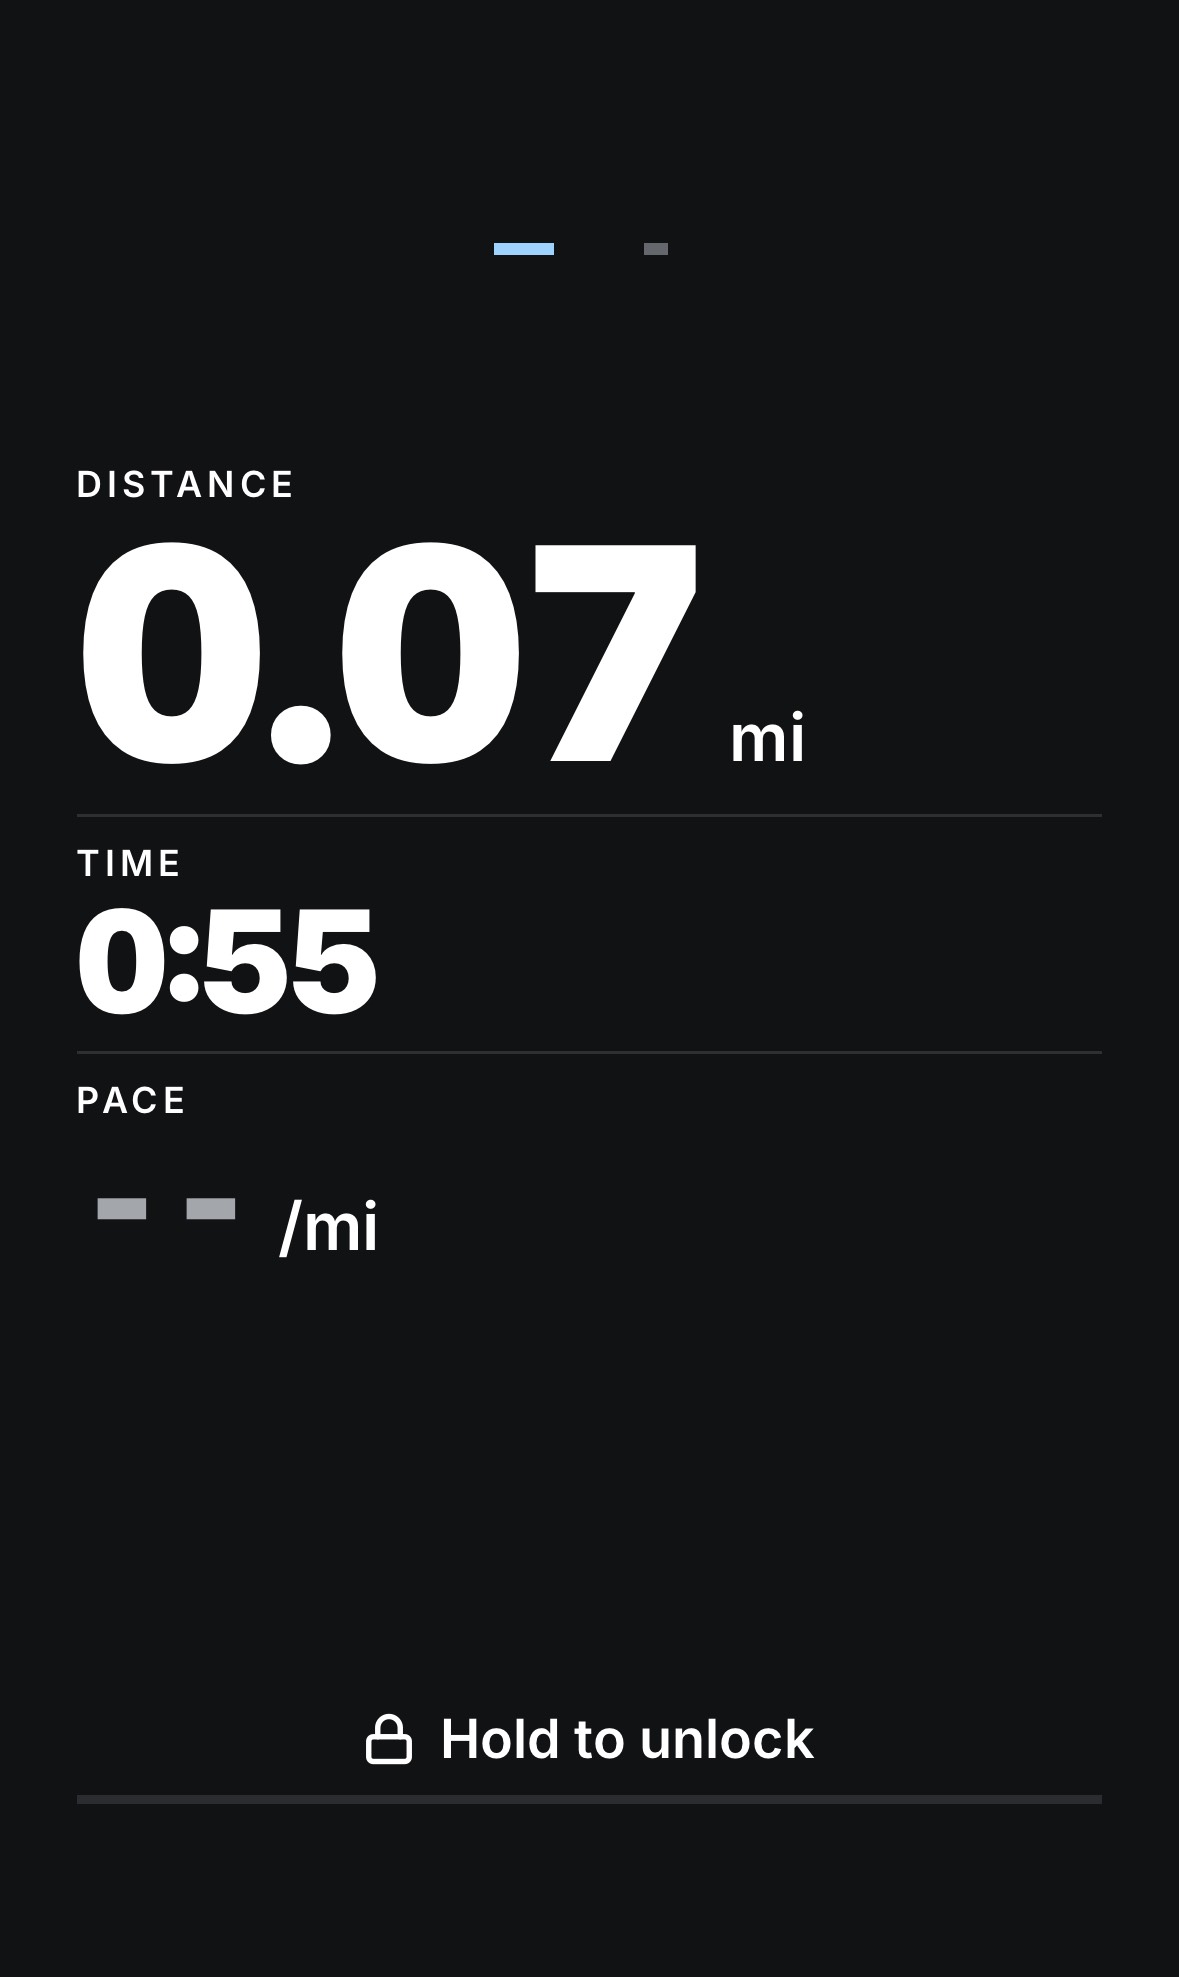 DISTANCE
0.07 mi
TIME
0:55
PACE
-- /mi
Hold to unlock